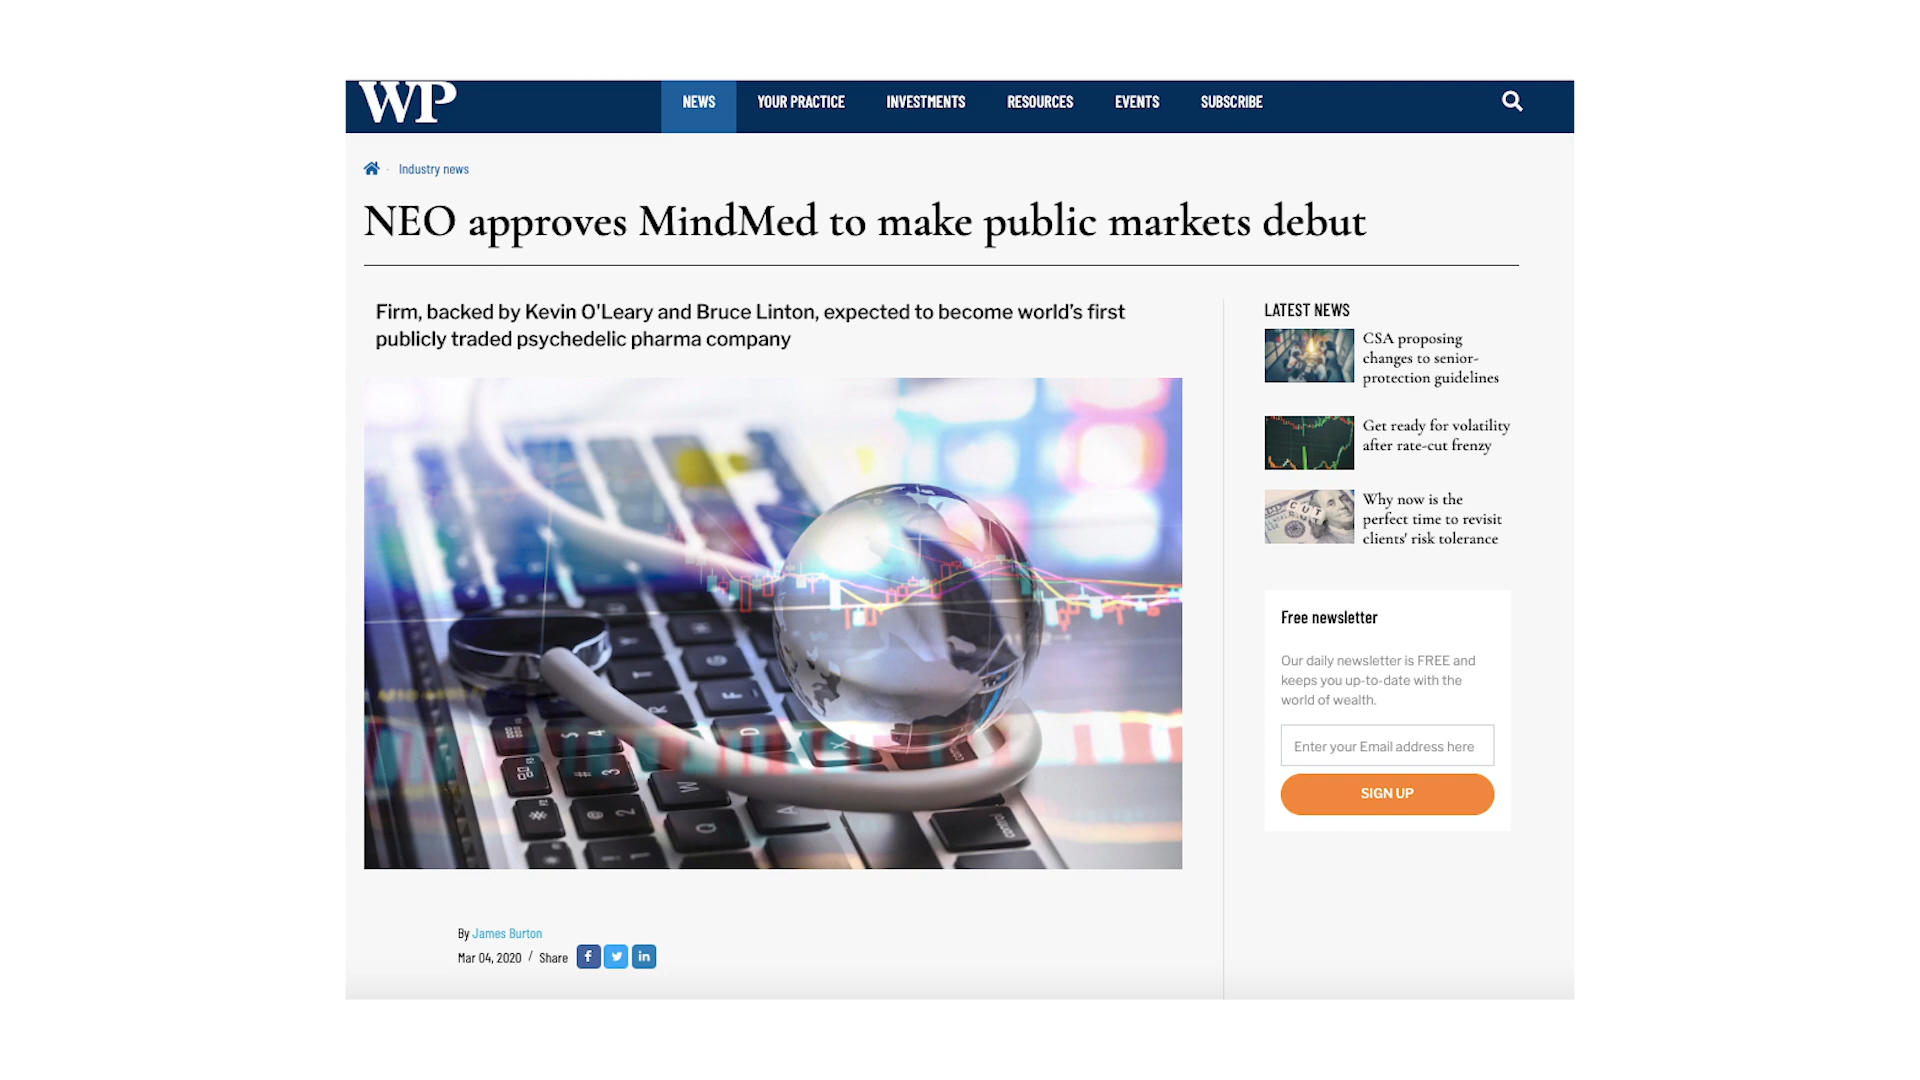 WP
NEWS YOUR PRACTICE INVESTMENTS RESOURCES EVENTS SUBSCRIBE
Industry news
NEO approves MindMed to make public markets debut
Firm, backed by Kevin O'Leary and Bruce Linton, expected to become world’s first
publicly traded psychedelic pharma company
By James Burton
Mar 04, 2020 / Share
LATEST NEWS
CSA proposing
changes to senior-
protection guidelines
Get ready for volatility
after rate-cut frenzy
Why now is the
perfect time to revisit
clients' risk tolerance
Free newsletter
Our daily newsletter is FREE and
keeps you up-to-date with the
world of wealth.
Enter your Email address here
SIGN UP